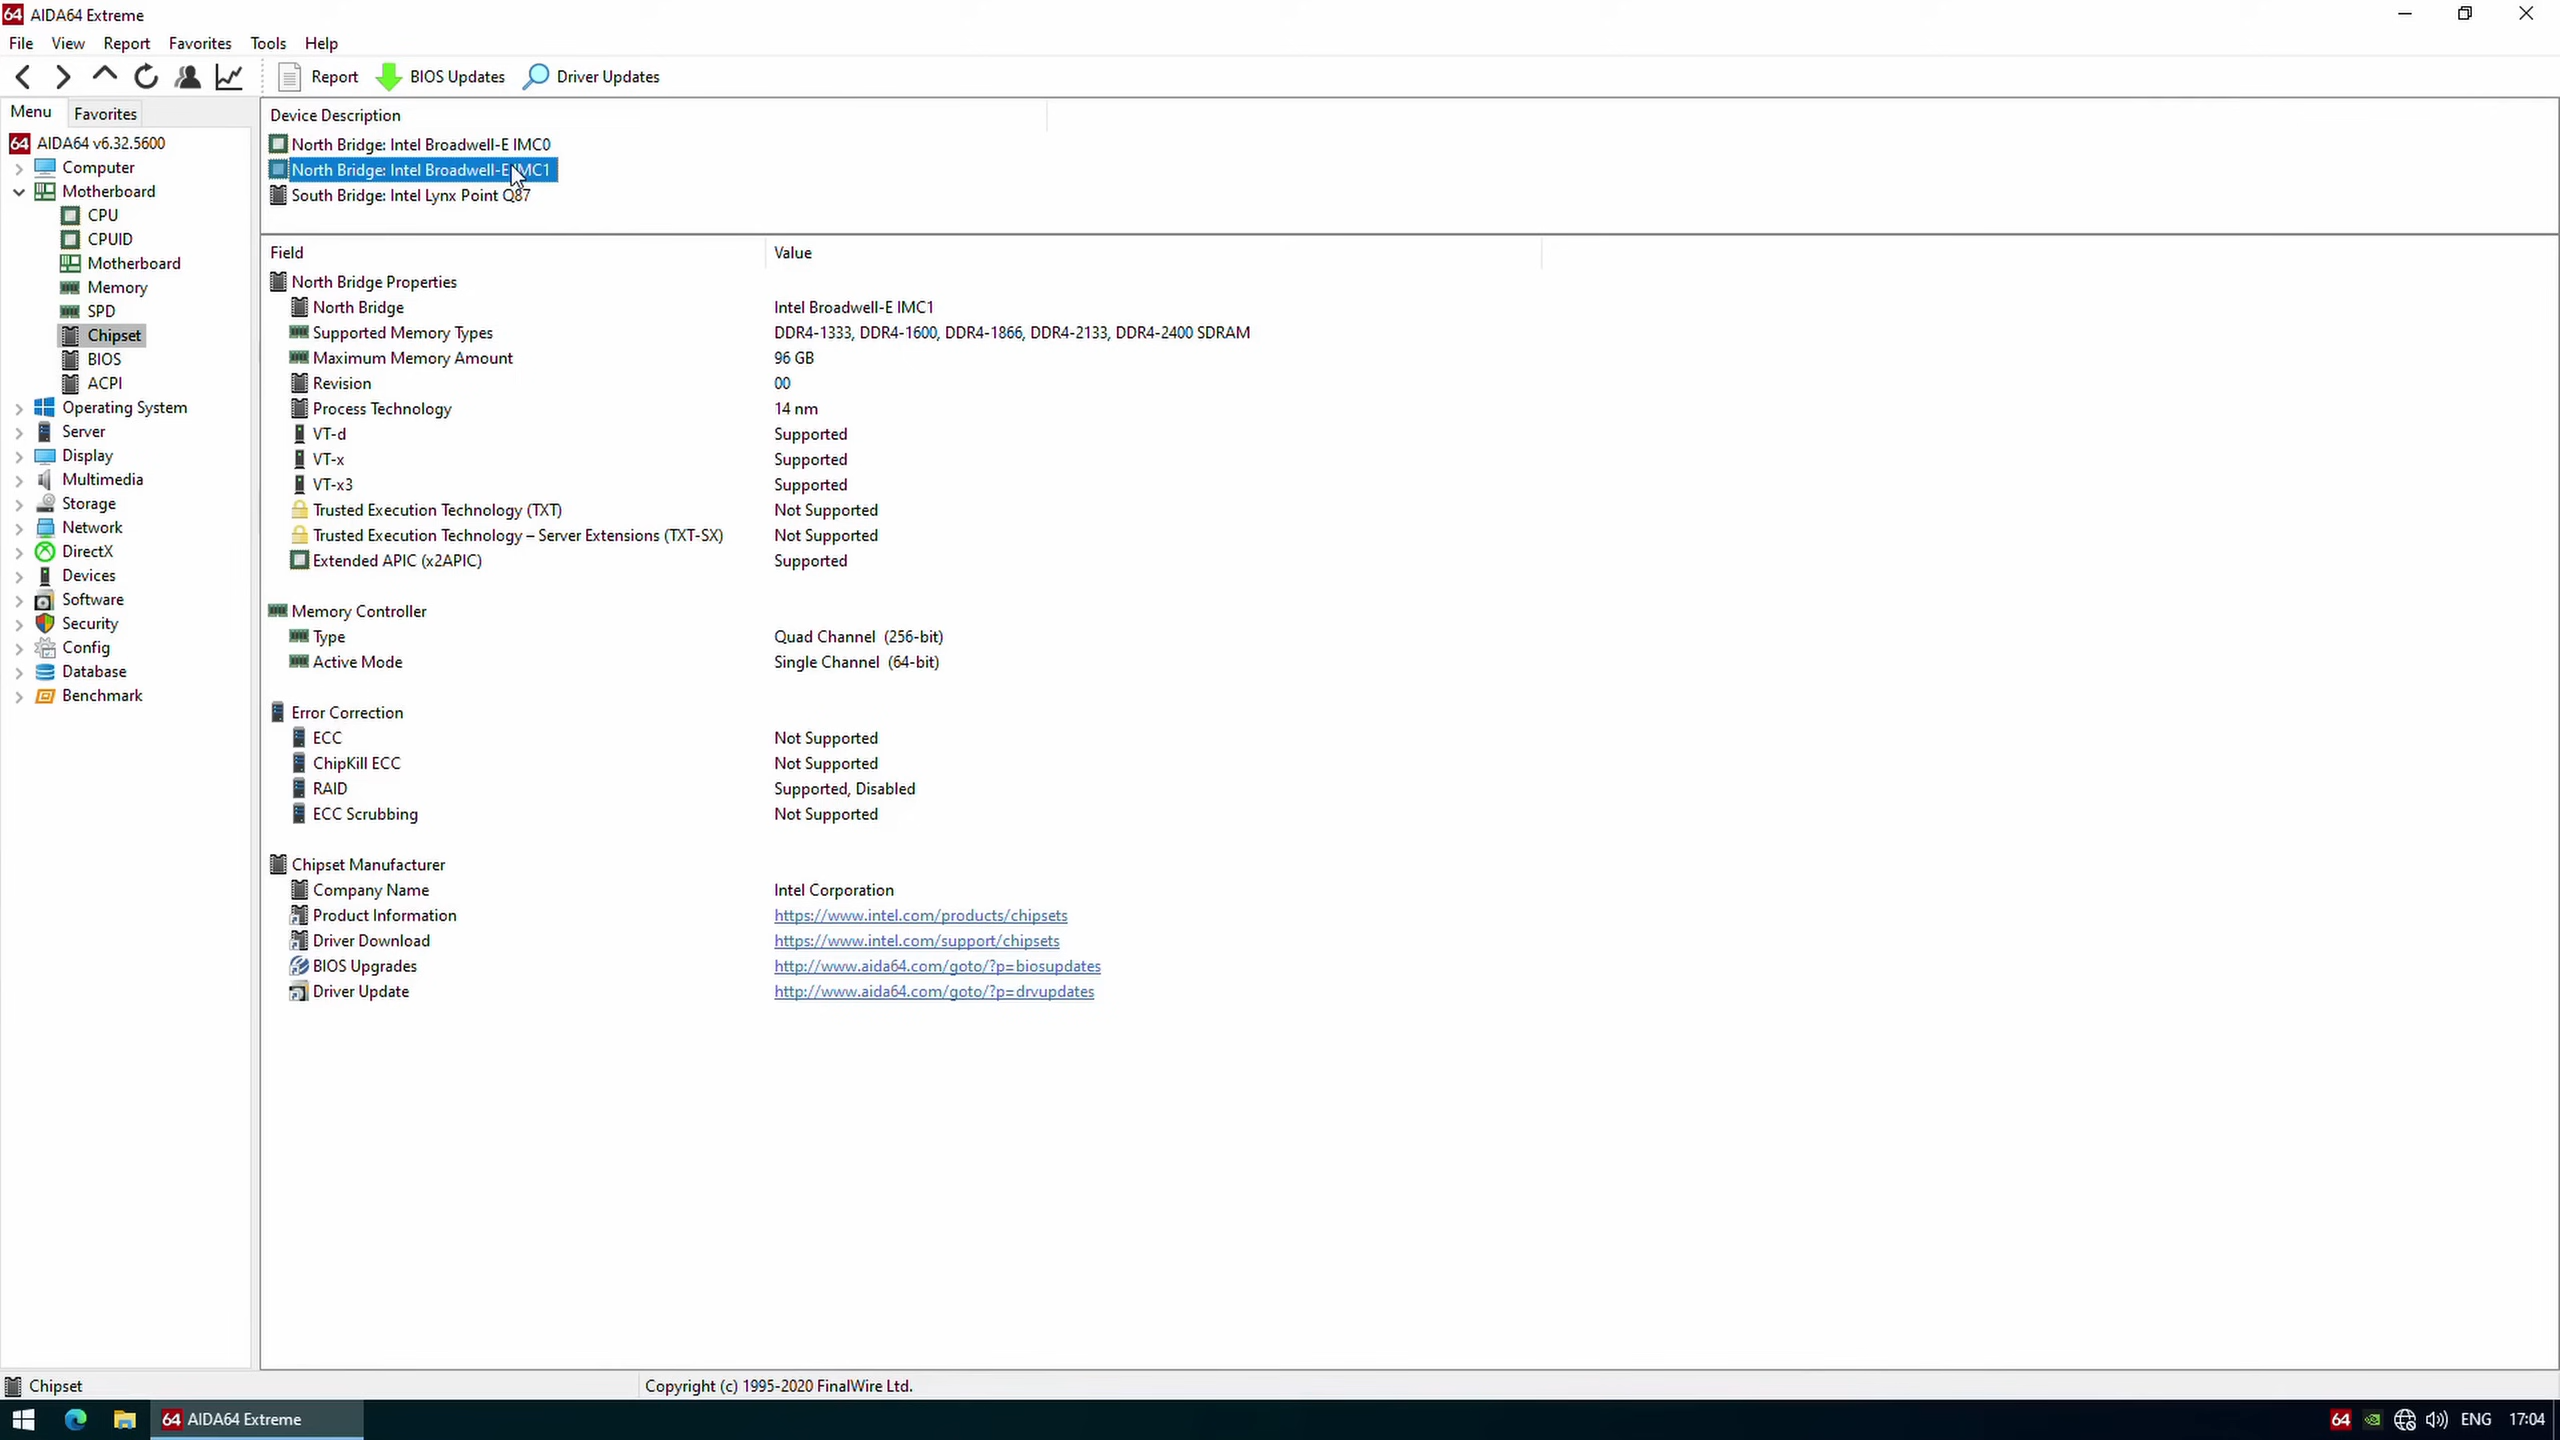 AIDA64 Extreme
File View Report Favorites Tools Help
Report BIOS Updates Driver Updates
Menu Favorites
AIDA64 v6.32.5600
Computer
Motherboard
CPU
CPUID
Motherboard
Memory
SPD
Chipset
BIOS
ACPI
Operating System
Server
Display
Multimedia
Storage
Network
DirectX
Devices
Software
Security
Config
Database
Benchmark
Device Description
North Bridge: Intel Broadwell-E IMC0
North Bridge: Intel Broadwell-E IMC1
South Bridge: Intel Lynx Point Q87
Field Value
North Bridge Properties
North Bridge Intel Broadwell-E IMC1
Supported Memory Types DDR4-1333, DDR4-1600, DDR4-1866, DDR4-2133, DDR4-2400 SDRAM
Maximum Memory Amount 96 GB
Revision 00
Process Technology 14 nm
VT-d Supported
VT-x Supported
VT-x3 Supported
Trusted Execution Technology (TXT) Not Supported
Trusted Execution Technology – Server Extensions (TXT-SX) Not Supported
Extended APIC (x2APIC) Supported
Memory Controller
Type Quad Channel (256-bit)
Active Mode Single Channel (64-bit)
Error Correction
ECC Not Supported
ChipKill ECC Not Supported
RAID Supported, Disabled
ECC Scrubbing Not Supported
Chipset Manufacturer
Company Name Intel Corporation
Product Information https://www.intel.com/products/chipsets
Driver Download https://www.intel.com/support/chipsets
BIOS Upgrades http://www.aida64.com/goto/?p=biosupdates
Driver Update http://www.aida64.com/goto/?p=drvupdates
Chipset Copyright (c) 1995-2020 FinalWire Ltd.
64 AIDA64 Extreme 64 ENG 17:04